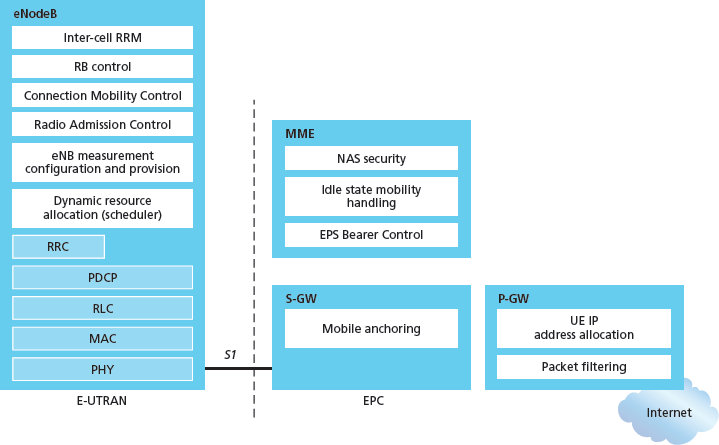 eNodeB
Inter-cell RRM
RB control
Connection Mobility Control
Radio Admission Control
eNB measurement
configuration and provision
Dynamic resource
allocation (scheduler)
RRC
PDCP
RLC
MAC
PHY
E-UTRAN
S1
MME
NAS security
Idle state mobility
handling
EPS Bearer Control
S-GW
Mobile anchoring
EPC
P-GW
UE IP
address allocation
Packet filtering
Internet